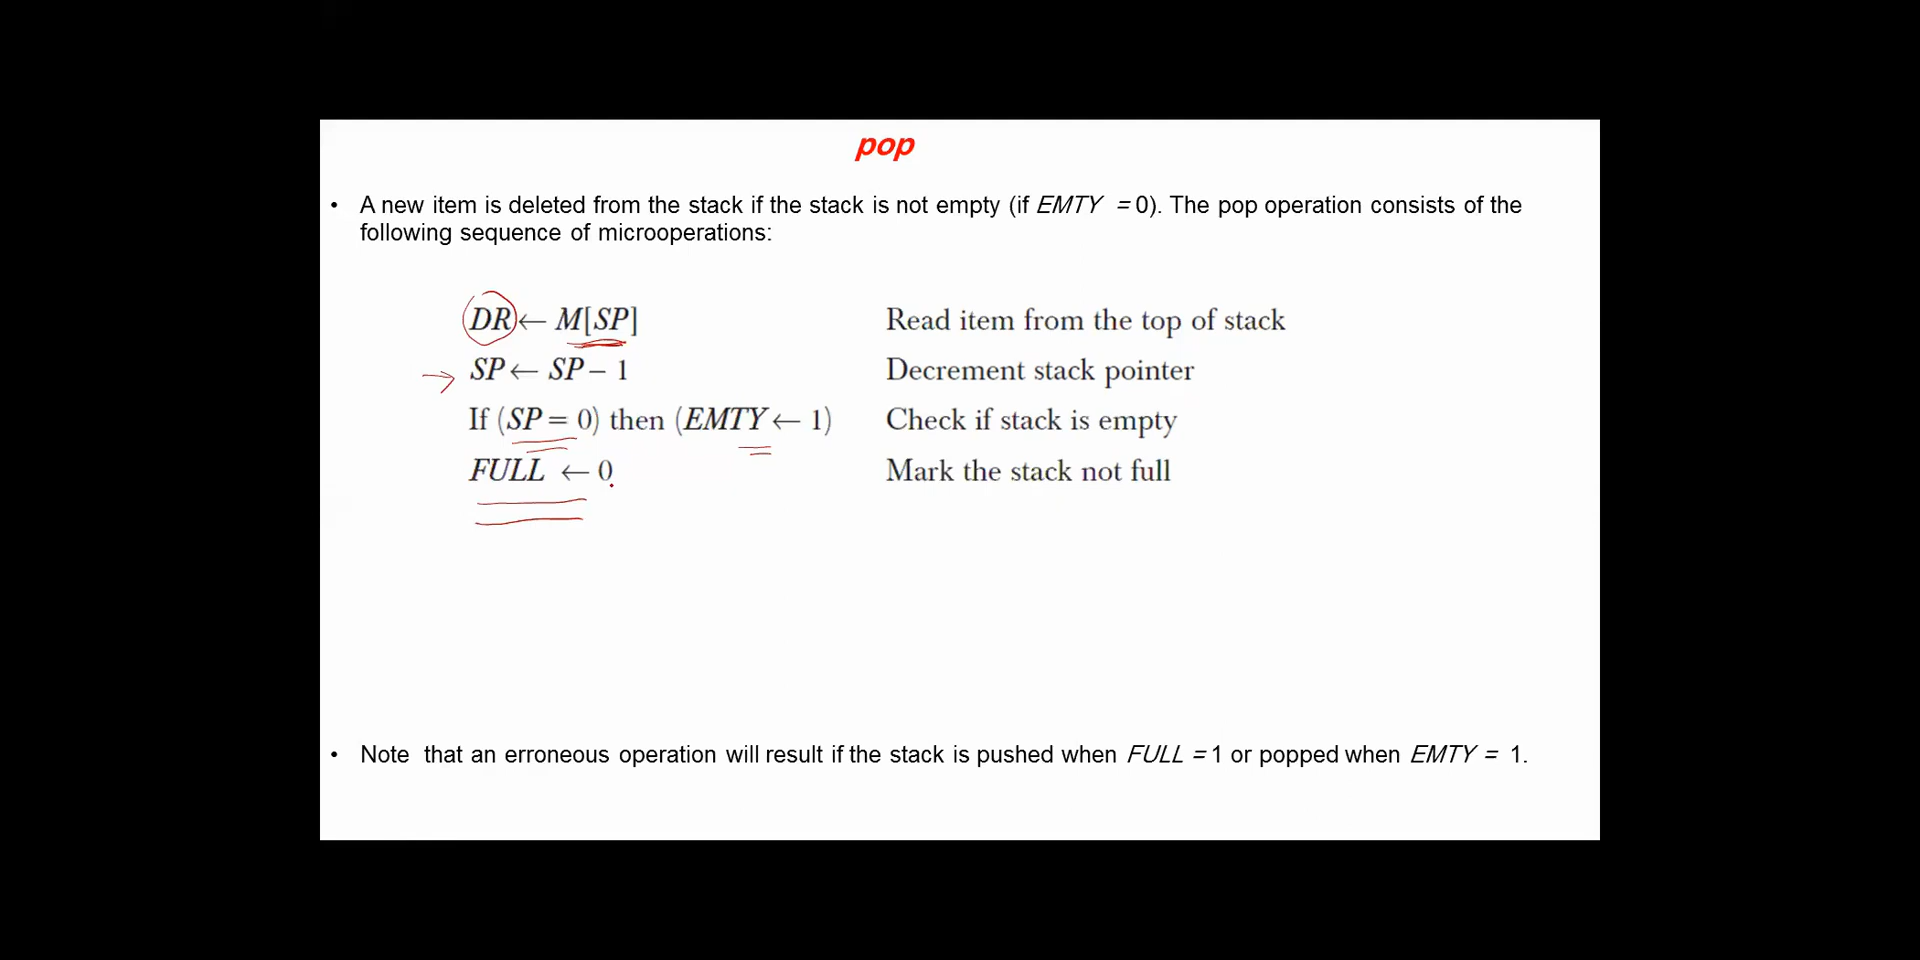 pop
• A new item is deleted from the stack if the stack is not empty (if EMTY = 0). The pop operation consists of the
following sequence of microoperations:
DR ← M[SP] Read item from the top of stack
SP ← SP – 1 Decrement stack pointer
If (SP = 0) then (EMTY ← 1) Check if stack is empty
FULL ← 0 Mark the stack not full
• Note that an erroneous operation will result if the stack is pushed when FULL = 1 or popped when EMTY = 1.